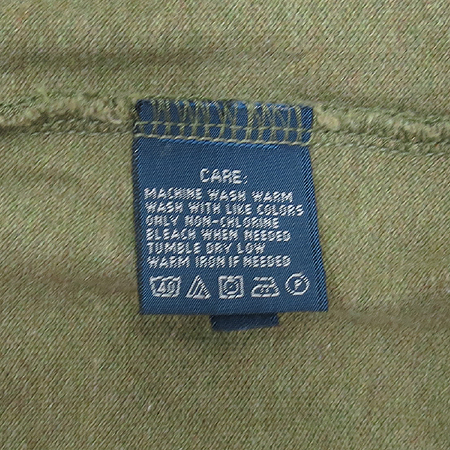 CARE:
MACHINE WASH WARM
WASH WITH LIKE COLORS
ONLY NON-CHLORINE
BLEACH WHEN NEEDED
TUMBLE DRY LOW
WARM IRON IF NEEDED
40 P